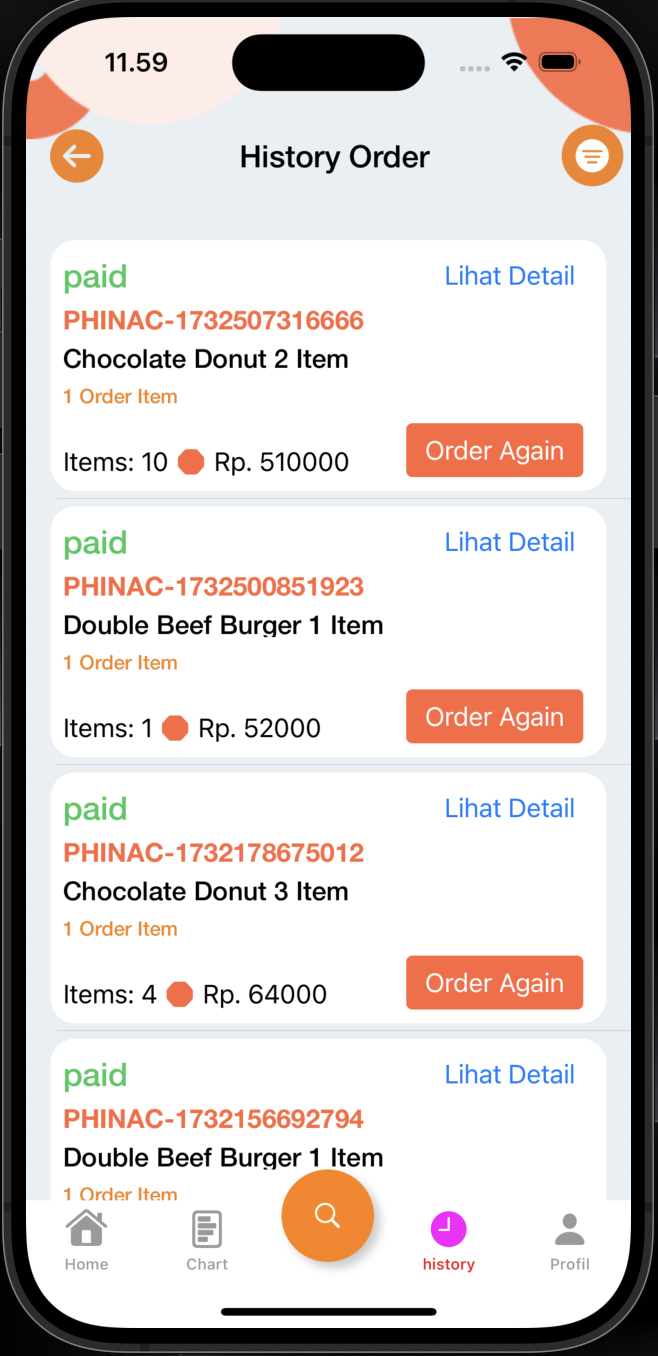 11.59
History Order
paid Lihat Detail
PHINAC-1732507316666
Chocolate Donut 2 Item
1 Order Item
Items: 10 Rp. 510000 Order Again
paid Lihat Detail
PHINAC-1732500851923
Double Beef Burger 1 Item
1 Order Item
Items: 1 Rp. 52000 Order Again
paid Lihat Detail
PHINAC-1732178675012
Chocolate Donut 3 Item
1 Order Item
Items: 4 Rp. 64000 Order Again
paid Lihat Detail
PHINAC-1732156692794
Double Beef Burger 1 Item
1 Order Item
Home Chart history Profil